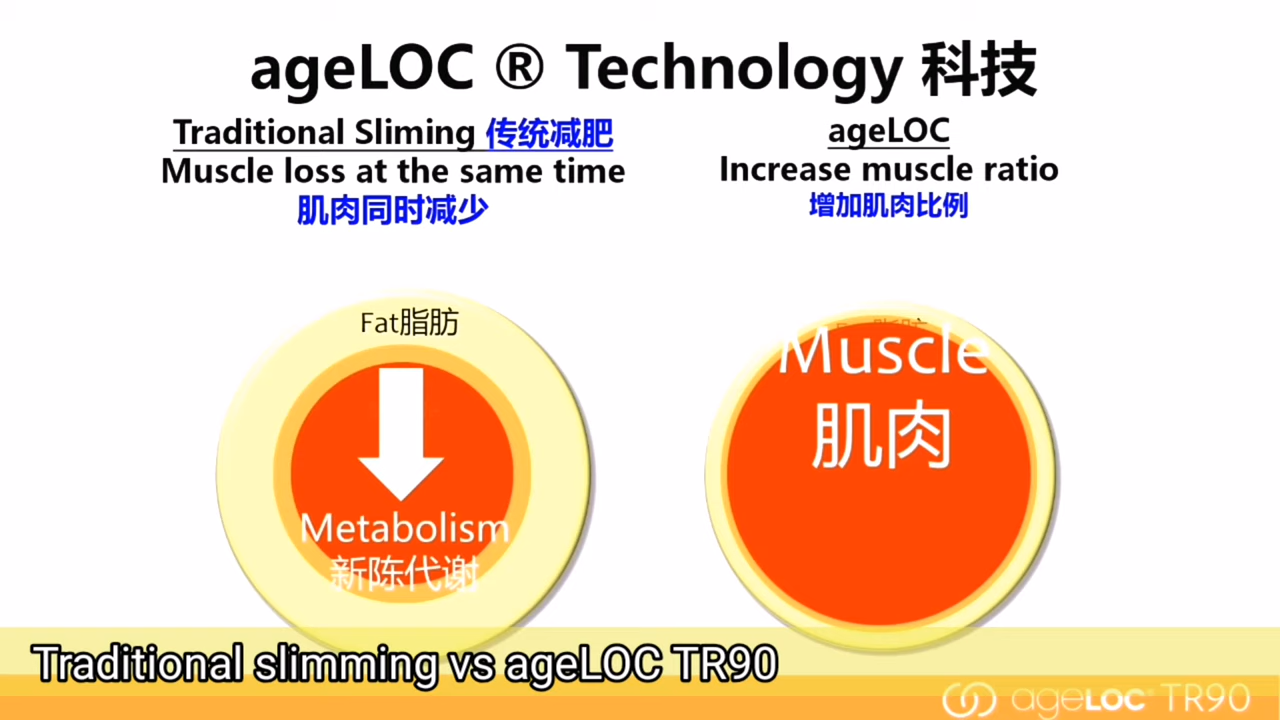 ageLOC ® Technology 科技
Traditional Sliming 传统减肥
Muscle loss at the same time
肌肉同时减少
ageLOC
Increase muscle ratio
增加肌肉比例
Fat脂肪
Metabolism
新陈代谢
Muscle
肌肉
Traditional slimming vs ageLOC TR90
ageLOC® TR90